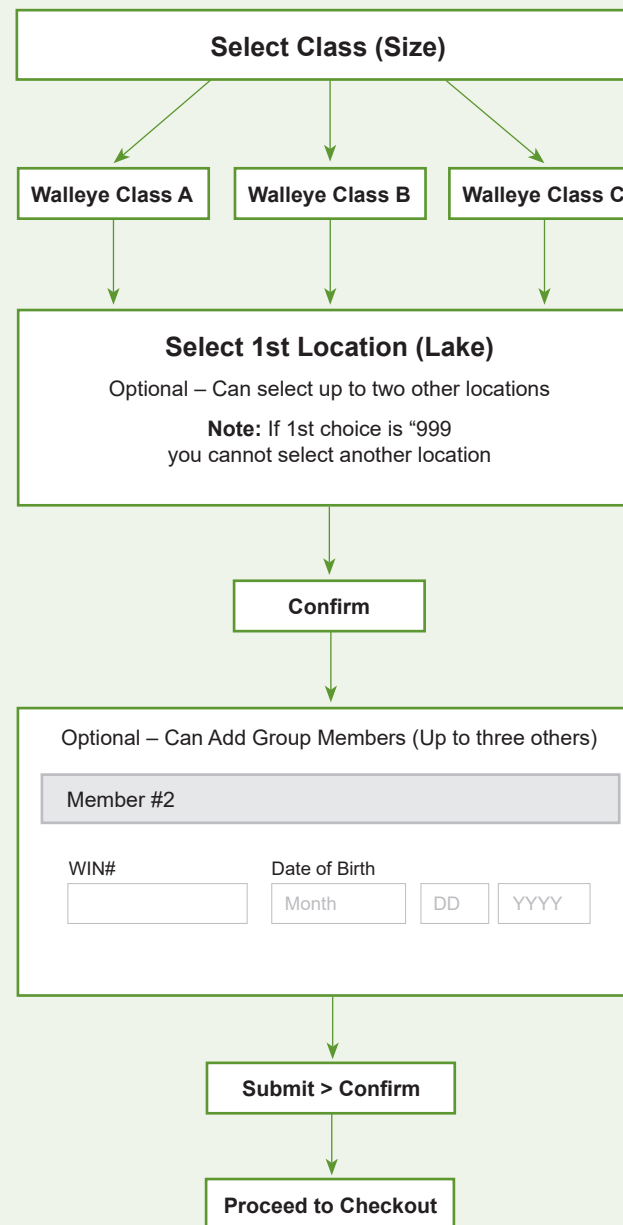 Select Class (Size)
Walleye Class A
Walleye Class B
Walleye Class C
Select 1st Location (Lake)
Optional – Can select up to two other locations
Note: If 1st choice is “999
you cannot select another location
Confirm
Optional – Can Add Group Members (Up to three others)
Member #2
WIN#
Date of Birth
Month
DD
YYYY
Submit > Confirm
Proceed to Checkout